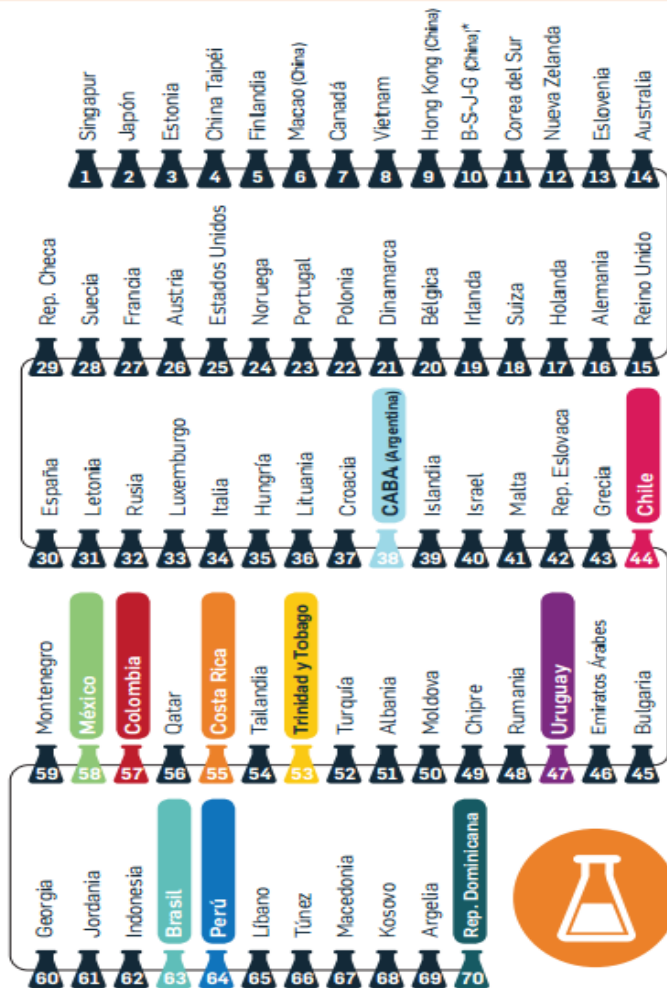 1 Singapur
2 Japón
3 Estonia
4 China Taipéi
5 Finlandia
6 Macao (China)
7 Canadá
8 Vietnam
9 Hong Kong (China)
10 B-S-J-G (China)*
11 Corea del Sur
12 Nueva Zelanda
13 Eslovenia
14 Australia
15 Reino Unido
16 Alemania
17 Holanda
18 Suiza
19 Irlanda
20 Bélgica
21 Dinamarca
22 Polonia
23 Portugal
24 Noruega
25 Estados Unidos
26 Austria
27 Francia
28 Suecia
29 Rep. Checa
30 España
31 Letonia
32 Rusia
33 Luxemburgo
34 Italia
35 Hungría
36 Lituania
37 Croacia
38 CABA (Argentina)
39 Islandia
40 Israel
41 Malta
42 Rep. Eslovaca
43 Grecia
44 Chile
45 Bulgaria
46 Emiratos Árabes
47 Uruguay
48 Rumania
49 Chipre
50 Moldova
51 Albania
52 Turquía
53 Trinidad y Tobago
54 Tailandia
55 Costa Rica
56 Qatar
57 Colombia
58 México
59 Montenegro
60 Georgia
61 Jordania
62 Indonesia
63 Brasil
64 Perú
65 Líbano
66 Túnez
67 Macedonia
68 Kosovo
69 Argelia
70 Rep. Dominicana